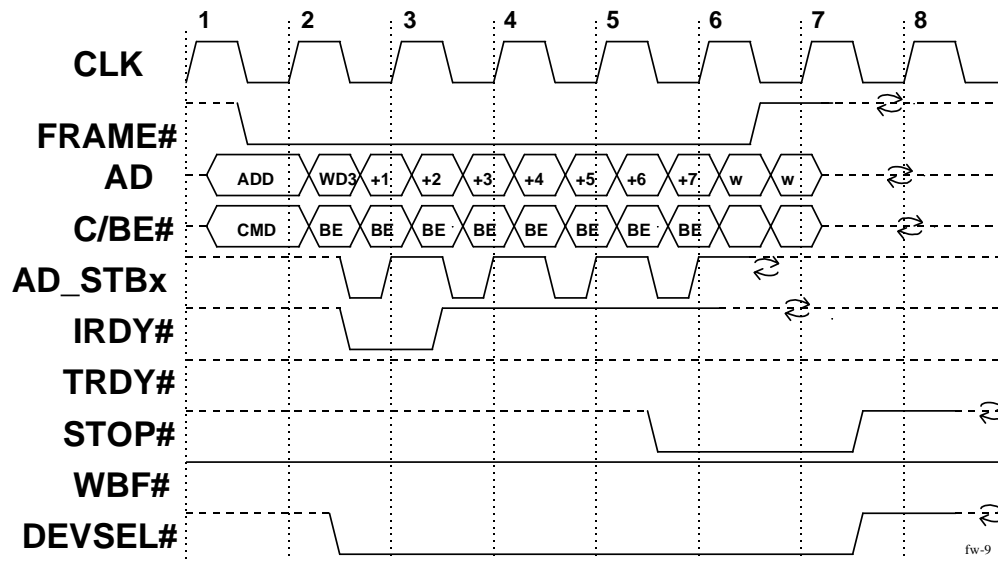 1 2 3 4 5 6 7 8
CLK
FRAME#
AD ADD WD3 +1 +2 +3 +4 +5 +6 +7 w w
C/BE# CMD BE BE BE BE BE BE BE BE
AD_STBx
IRDY#
TRDY#
STOP#
WBF#
DEVSEL#
fw-9